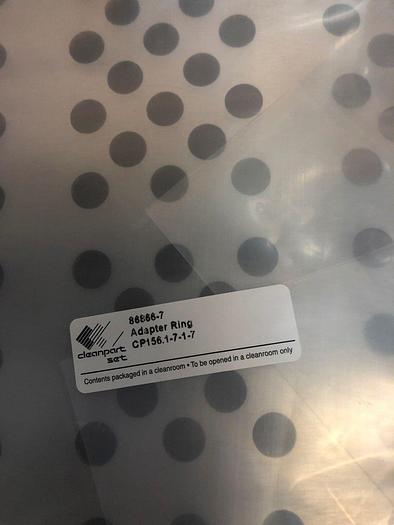 86866-7
Adapter Ring
CP156.1-7-1-7
cleanpart
set
Contents packaged in a cleanroom • To be opened in a cleanroom only